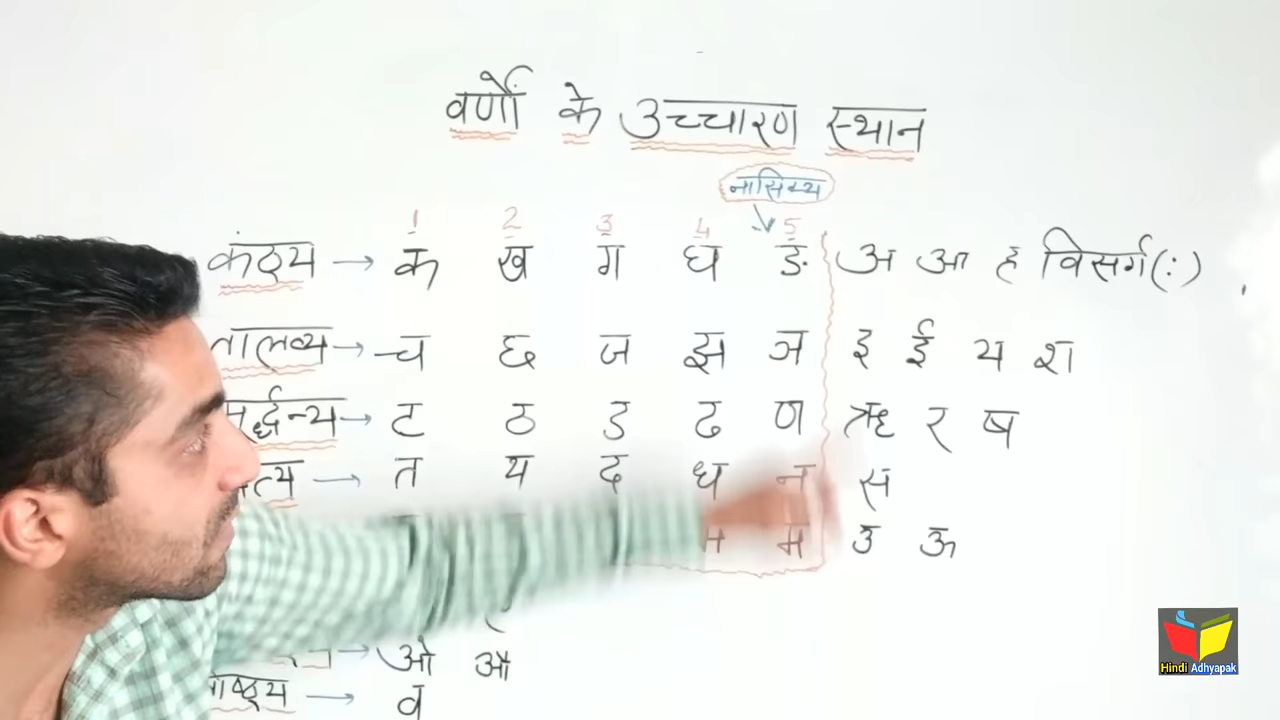 वर्णों के उच्चारण स्थान
नासिक्य
1 2 3 4 5
कंठ्य → क ख ग घ ङ अ आ ह विसर्ग(:)
तालव्य → च छ ज झ ञ इ ई य श
मूर्द्धन्य → ट ठ ड ढ ण ऋ र ष
→ त थ द ध न स
म उ ऊ
→ ओ औ
→ व
Hindi Adhyapak